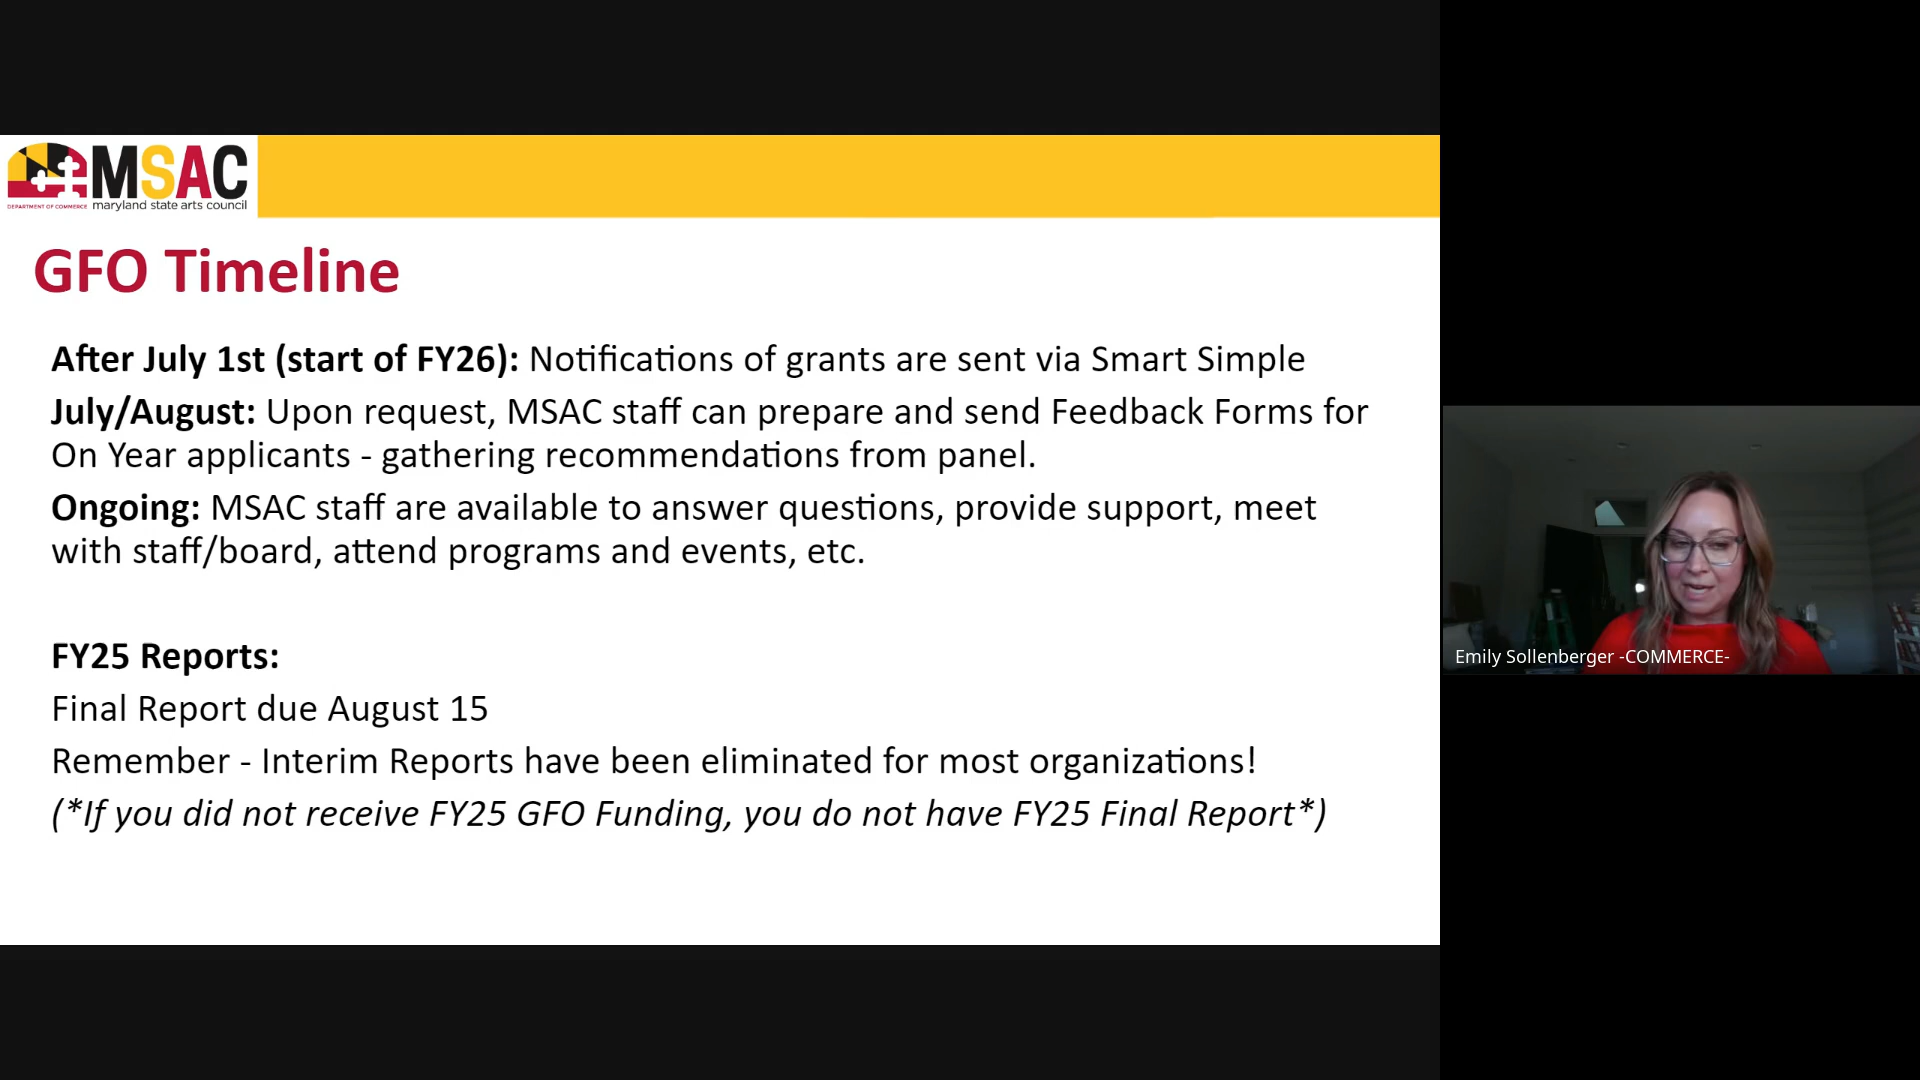 MSAC
DEPARTMENT OF COMMERCE
maryland state arts council
GFO Timeline
After July 1st (start of FY26): Notifications of grants are sent via Smart Simple
July/August: Upon request, MSAC staff can prepare and send Feedback Forms for
On Year applicants - gathering recommendations from panel.
Ongoing: MSAC staff are available to answer questions, provide support, meet
with staff/board, attend programs and events, etc.
FY25 Reports:
Final Report due August 15
Remember - Interim Reports have been eliminated for most organizations!
(*If you did not receive FY25 GFO Funding, you do not have FY25 Final Report*)
Emily Sollenberger -COMMERCE-